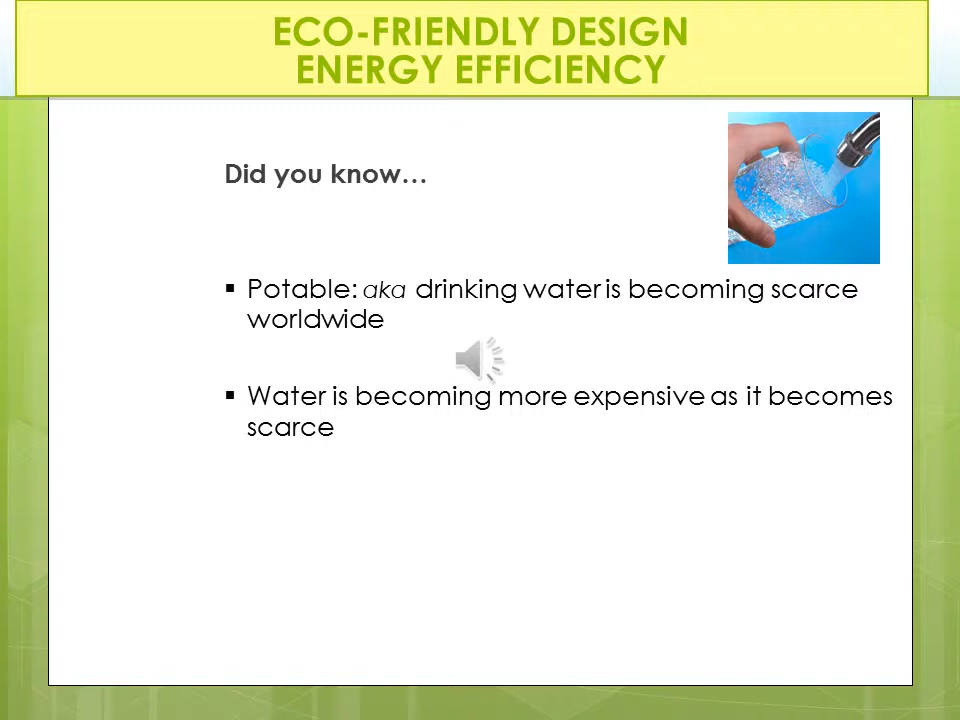 ECO-FRIENDLY DESIGN
ENERGY EFFICIENCY
Did you know…
▪ Potable: aka drinking water is becoming scarce
worldwide
▪ Water is becoming more expensive as it becomes
scarce